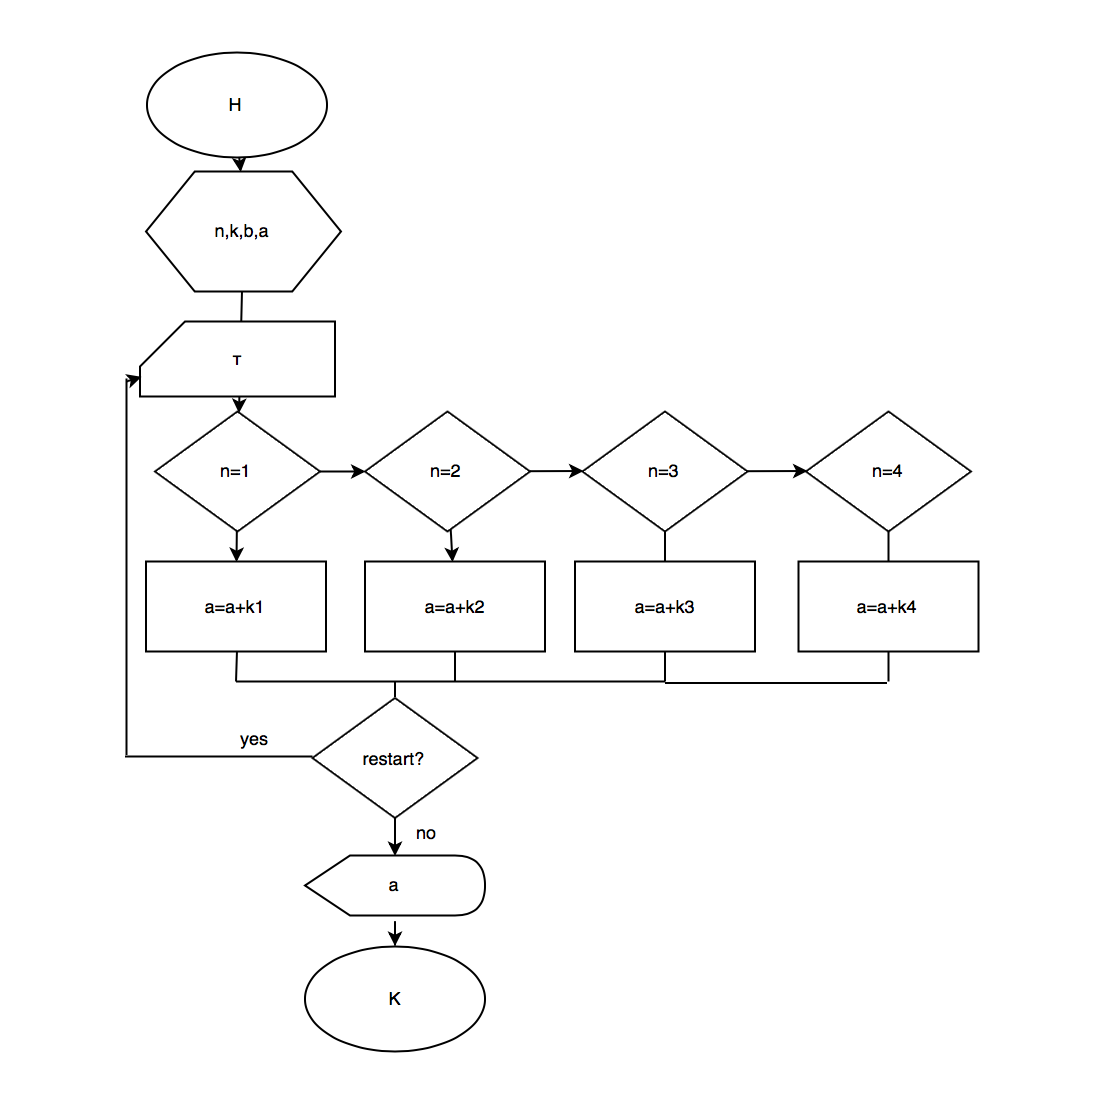 H
n,k,b,a
т
n=1
n=2
n=3
n=4
a=a+k1
a=a+k2
a=a+k3
a=a+k4
yes
restart?
no
a
K